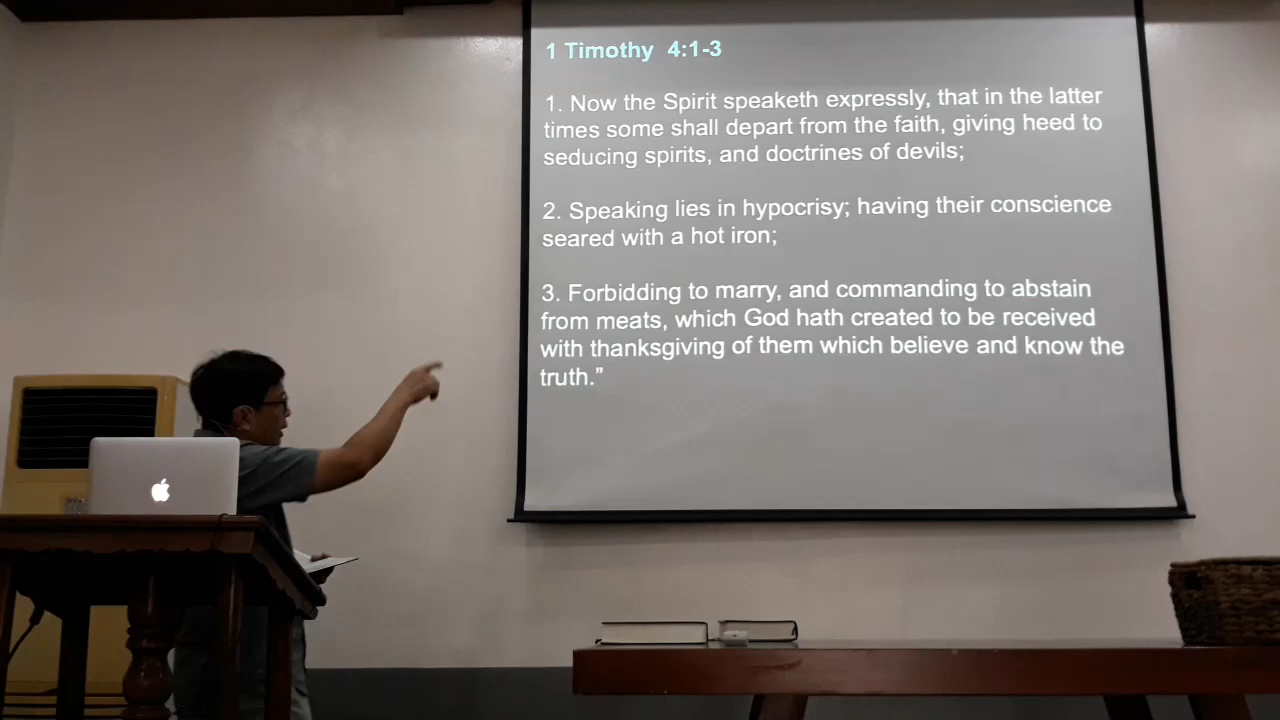 1 Timothy 4:1-3
1. Now the Spirit speaketh expressly, that in the latter
times some shall depart from the faith, giving heed to
seducing spirits, and doctrines of devils;
2. Speaking lies in hypocrisy; having their conscience
seared with a hot iron;
3. Forbidding to marry, and commanding to abstain
from meats, which God hath created to be received
with thanksgiving of them which believe and know the
truth.”